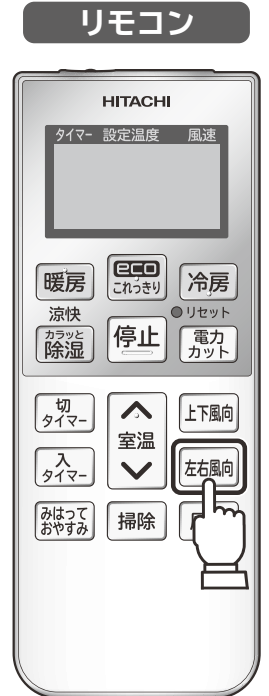 リモコン
HITACHI
タイマー 設定温度 風速
暖房
eco
これっきり
冷房
涼快
カラッと
除湿
停止
リセット
電力
カット
切
タイマー
室温
上下風向
入
タイマー
左右風向
みはって
おやすみ
掃除